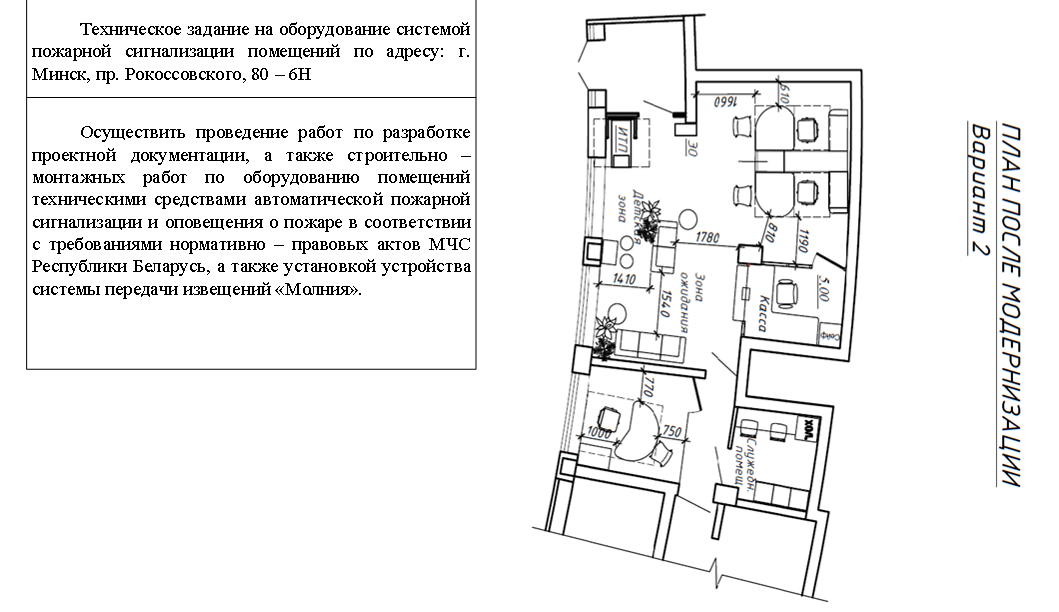 Техническое задание на оборудование системой
пожарной сигнализации помещений по адресу: г.
Минск, пр. Рокоссовского, 80 – 6Н
Осуществить проведение работ по разработке
проектной документации, а также строительно –
монтажных работ по оборудованию помещений
техническими средствами автоматической пожарной
сигнализации и оповещения о пожаре в соответствии
с требованиями нормативно – правовых актов МЧС
Республики Беларусь, а также установкой устройства
системы передачи извещений «Молния».
ПЛАН ПОСЛЕ МОДЕРНИЗАЦИИ
Вариант 2
1660
610
ИТП
30
Детская
зона
1780
810
1190
1410
1540
Зона
ожидания
5,00
Касса
Сейф
770
1000
750
ХОЛ.
Служебн.
помещ.